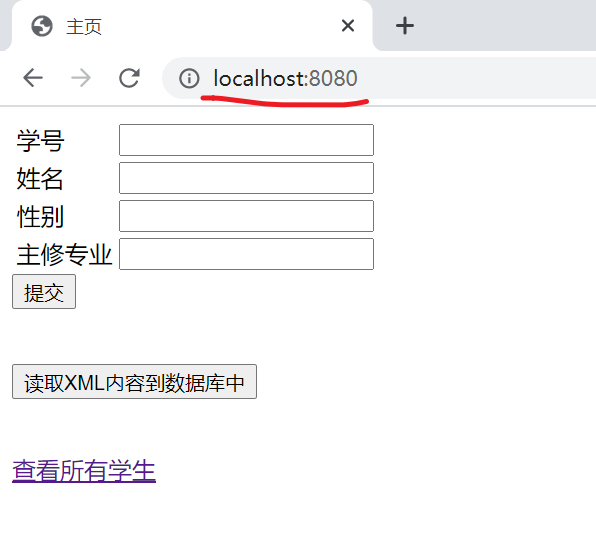 主页
localhost:8080
学号
姓名
性别
主修专业
提交
读取XML内容到数据库中
查看所有学生